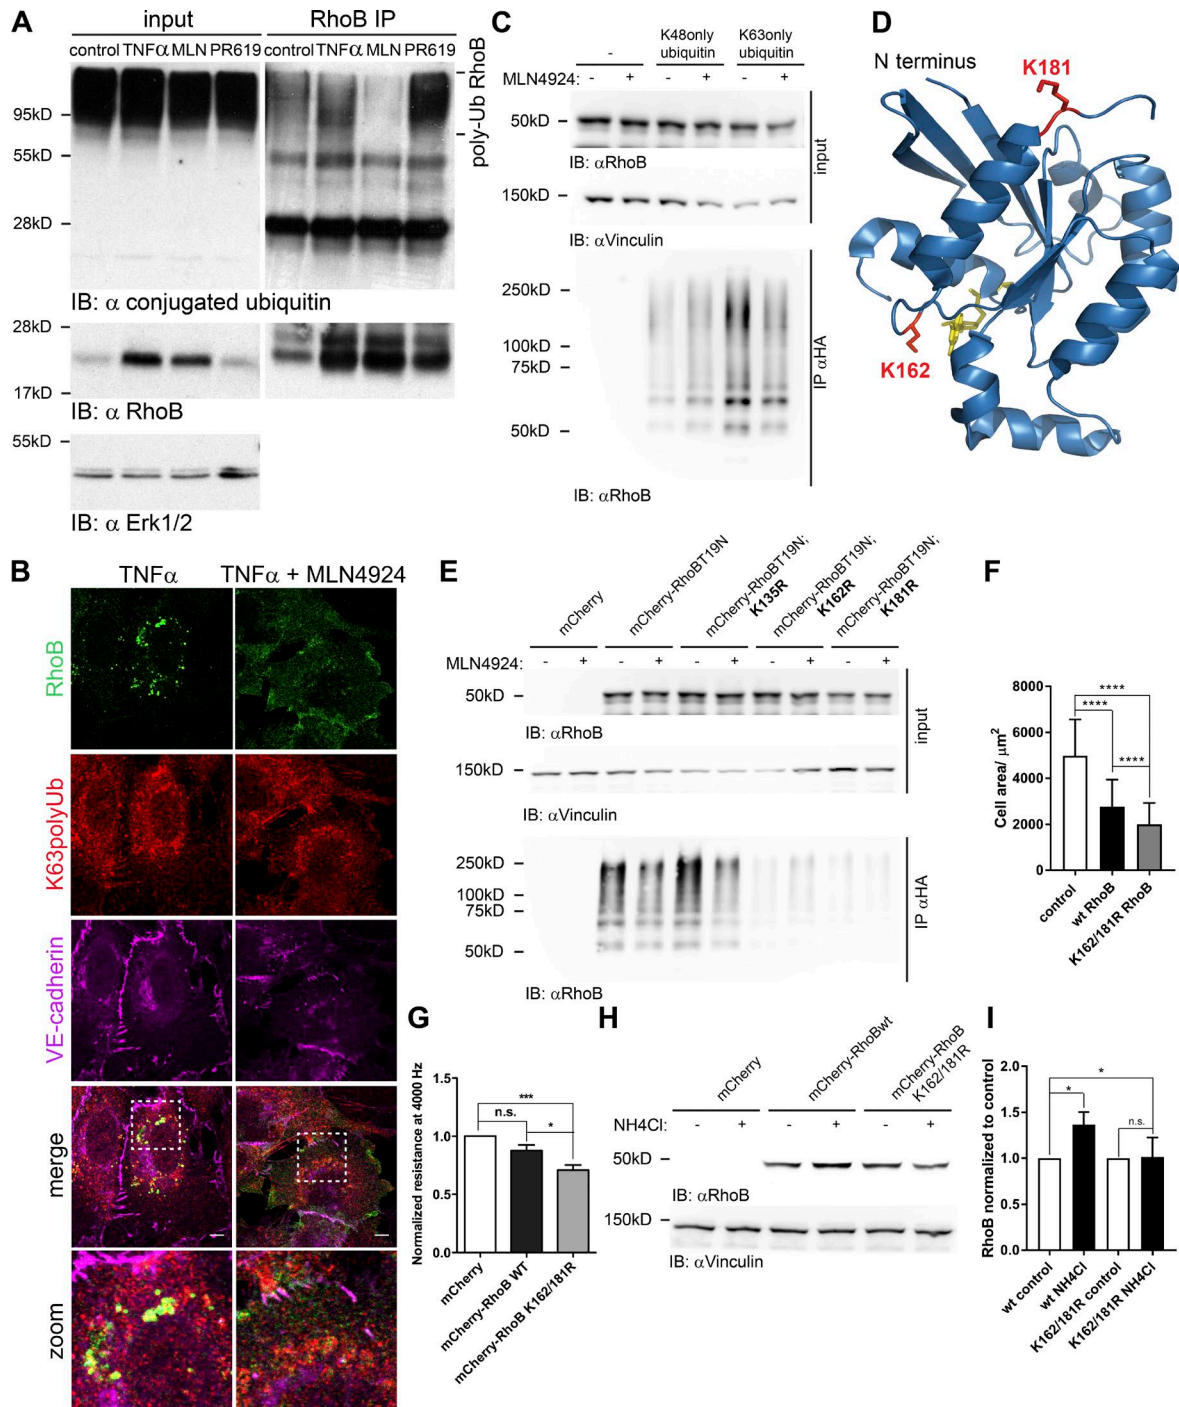 A
input
RhoB IP
control TNFα MLN PR619
control TNFα MLN PR619
95kD
55kD
28kD
poly-Ub RhoB
IB: α conjugated ubiquitin
28kD
17kD
IB: α RhoB
55kD
IB: α Erk1/2
B
TNFα
TNFα + MLN4924
RhoB
K63polyUb
VE-cadherin
merge
zoom
C
-
K48only
ubiquitin
K63only
ubiquitin
MLN4924: - + - + - +
50kD
IB: αRhoB
150kD
IB: αVinculin
input
250kD
100kD
75kD
50kD
IP αHA
IB: αRhoB
D
N terminus
K181
K162
E
mCherry
mCherry-RhoBT19N
mCherry-RhoBT19N;
K135R
mCherry-RhoBT19N;
K162R
mCherry-RhoBT19N;
K181R
MLN4924: - + - + - + - + - +
50kD
IB: αRhoB
150kD
IB: αVinculin
input
250kD
100kD
75kD
50kD
IP αHA
IB: αRhoB
F
Cell area/ μm²
8000
6000
4000
2000
0
****
****
****
control
wt RhoB
K162/181R RhoB
G
Normalized resistance at 4000 Hz
1.5
1.0
0.5
0.0
***
n.s.
*
mCherry
mCherry-RhoB WT
mCherry-RhoB K162/181R
H
mCherry
mCherry-RhoBwt
mCherry-RhoB
K162/181R
NH4Cl: - + - + - +
50kD
IB: αRhoB
150kD
IB: αVinculin
I
RhoB normalized to control
2.0
1.5
1.0
0.5
0.0
*
*
n.s.
wt control
wt NH4Cl
K162/181R control
K162/181R NH4Cl